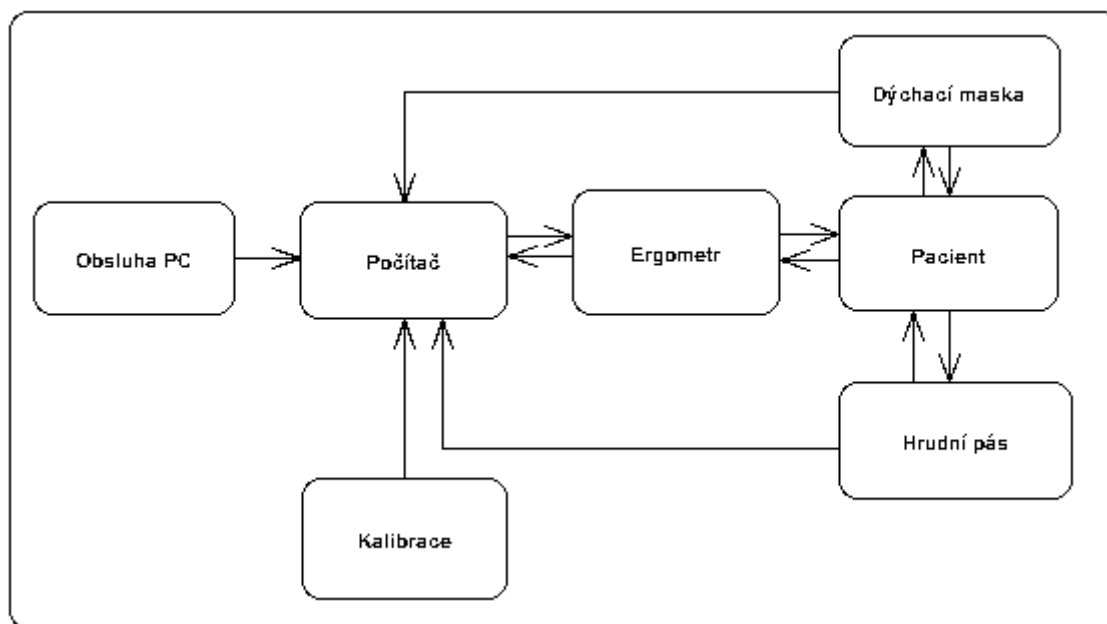 Dýchací maska
Obsluha PC
Počítač
Ergometr
Pacient
Hrudní pás
Kalibrace